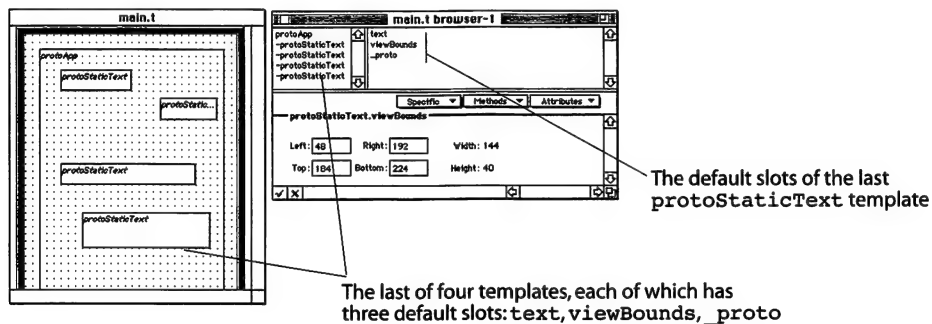 main.t
protoApp
protoStaticText
protoStatic...
protoStaticText
protoStaticText
main.t browser-1
protoApp
-protoStaticText
-protoStaticText
-protoStaticText
-protoStaticText
text
viewBounds
_proto
Specific
Methods
Attributes
protoStaticText.viewBounds
Left: 48
Right: 192
Width: 144
Top: 184
Bottom: 224
Height: 40
The default slots of the last
protoStaticText template
The last of four templates, each of which has
three default slots: text, viewBounds, _proto